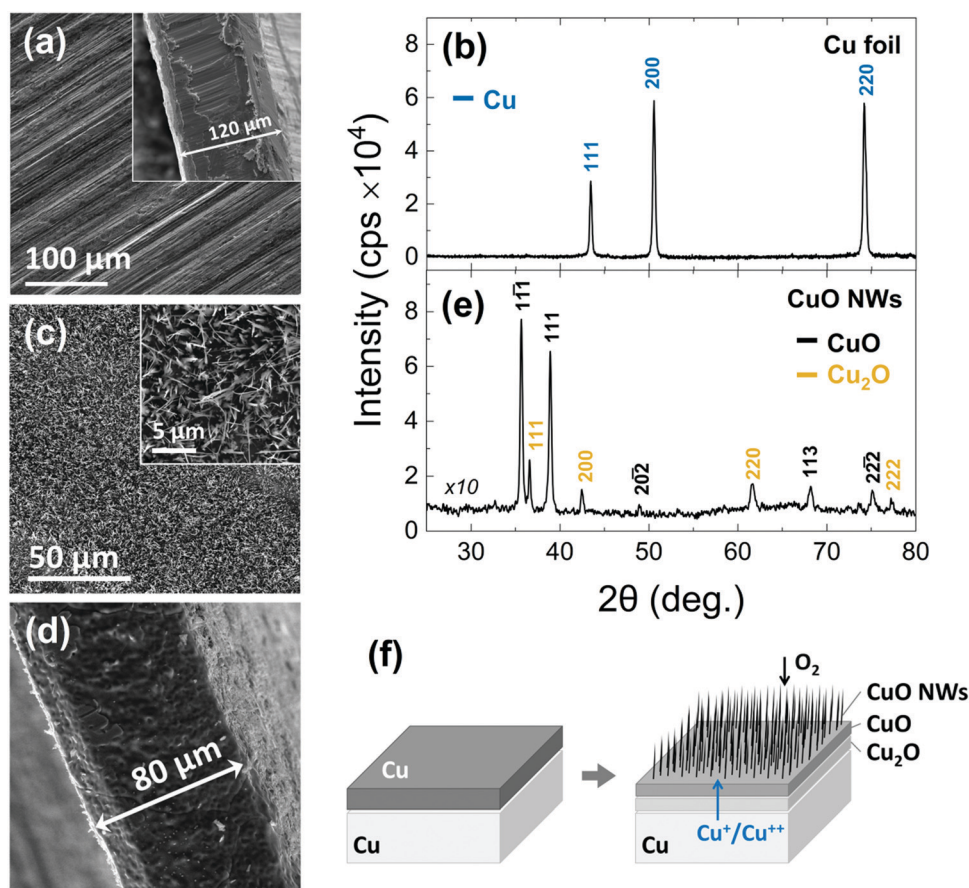 (a)
120 μm
100 μm
(b)
Cu foil
Cu
111
200
220
8
6
4
2
0
Intensity (cps ×10⁴)
(c)
5 μm
50 μm
(e)
CuO NWs
CuO
Cu₂O
11̅1
111
111
200
20̅2
220
113
22̅2
222
x10
8
6
4
2
0
30
40
50
60
70
80
2θ (deg.)
(d)
80 μm
(f)
Cu
Cu
O₂
CuO NWs
CuO
Cu₂O
Cu⁺/Cu⁺⁺
Cu